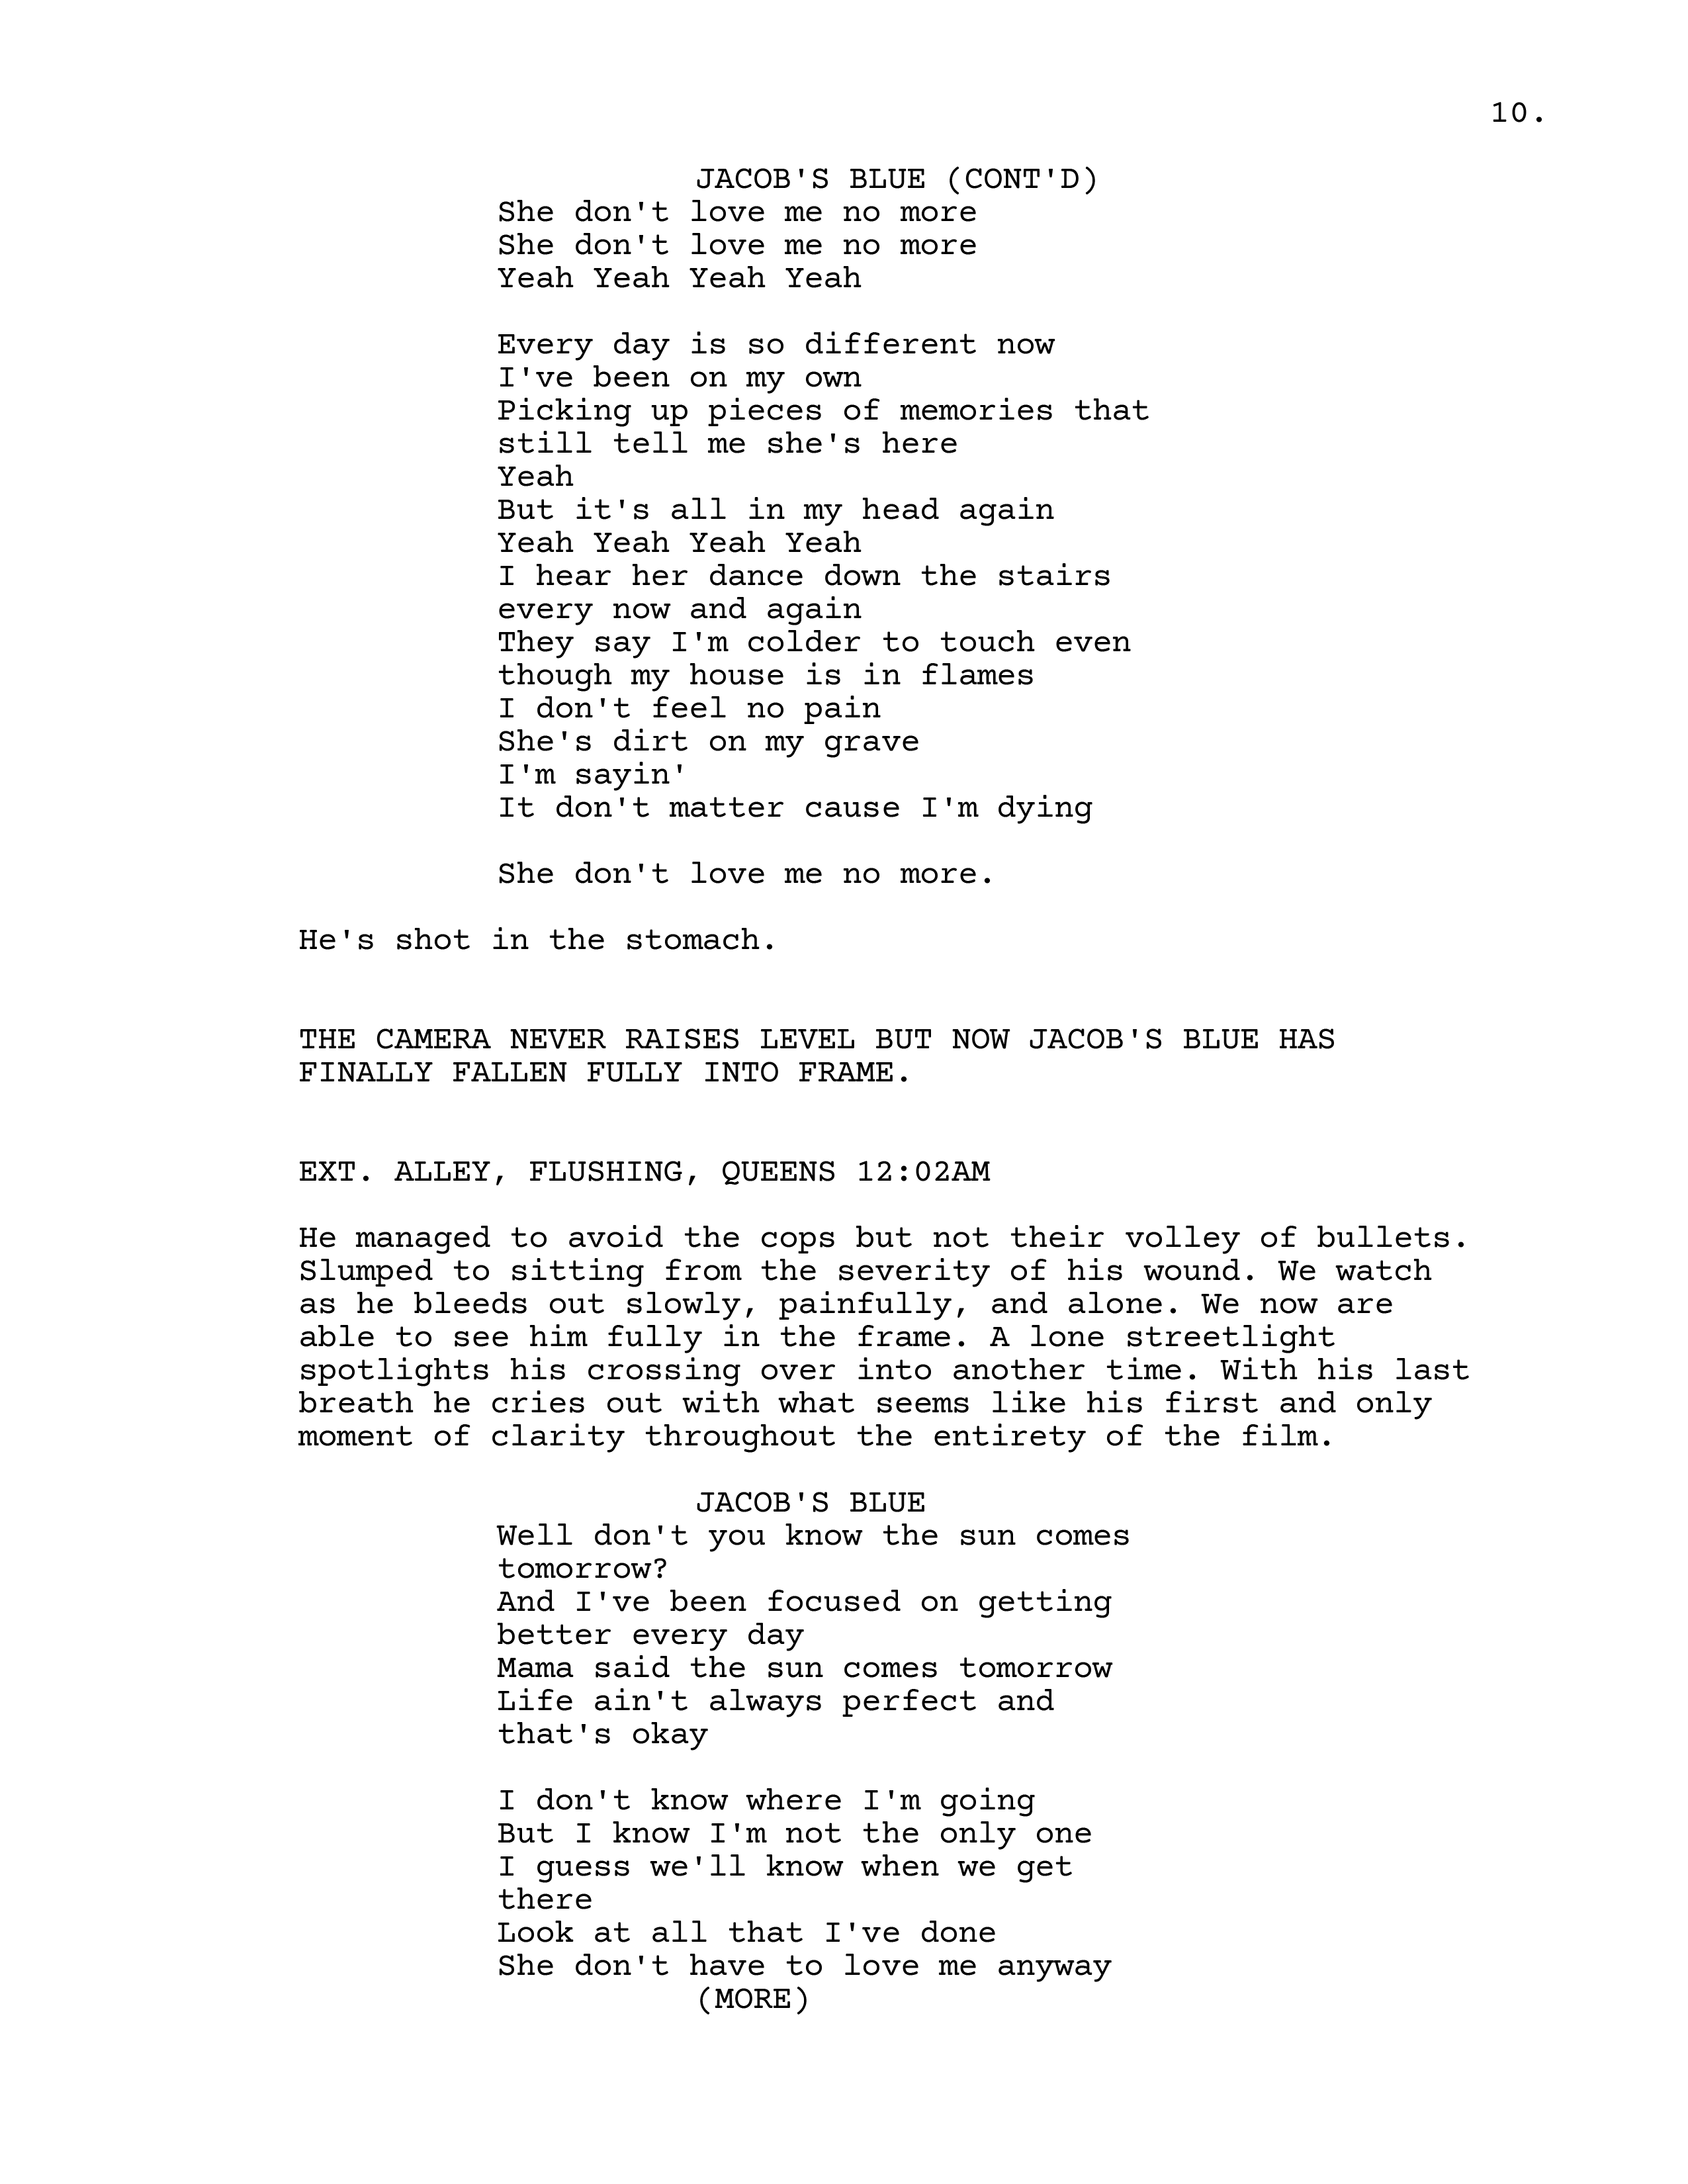 10.
JACOB'S BLUE (CONT'D)
She don't love me no more
She don't love me no more
Yeah Yeah Yeah Yeah
Every day is so different now
I've been on my own
Picking up pieces of memories that
still tell me she's here
Yeah
But it's all in my head again
Yeah Yeah Yeah Yeah
I hear her dance down the stairs
every now and again
They say I'm colder to touch even
though my house is in flames
I don't feel no pain
She's dirt on my grave
I'm sayin'
It don't matter cause I'm dying
She don't love me no more.
He's shot in the stomach.
THE CAMERA NEVER RAISES LEVEL BUT NOW JACOB'S BLUE HAS
FINALLY FALLEN FULLY INTO FRAME.
EXT. ALLEY, FLUSHING, QUEENS 12:02AM
He managed to avoid the cops but not their volley of bullets.
Slumped to sitting from the severity of his wound. We watch
as he bleeds out slowly, painfully, and alone. We now are
able to see him fully in the frame. A lone streetlight
spotlights his crossing over into another time. With his last
breath he cries out with what seems like his first and only
moment of clarity throughout the entirety of the film.
JACOB'S BLUE
Well don't you know the sun comes
tomorrow?
And I've been focused on getting
better every day
Mama said the sun comes tomorrow
Life ain't always perfect and
that's okay
I don't know where I'm going
But I know I'm not the only one
I guess we'll know when we get
there
Look at all that I've done
She don't have to love me anyway
(MORE)